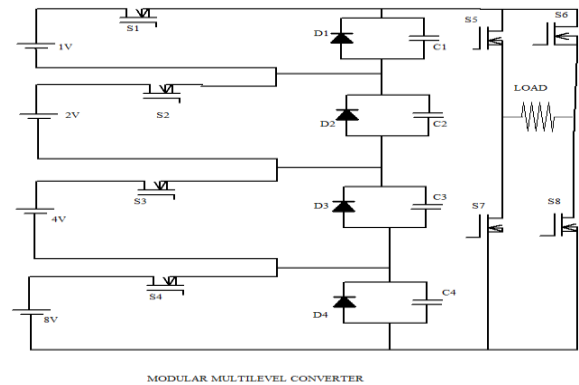 S1
S5
S6
D1
C1
1V
LOAD
S2
2V
D2
C2
S3
4V
D3
C3
S7
S8
S4
8V
D4
C4
MODULAR MULTILEVEL CONVERTER